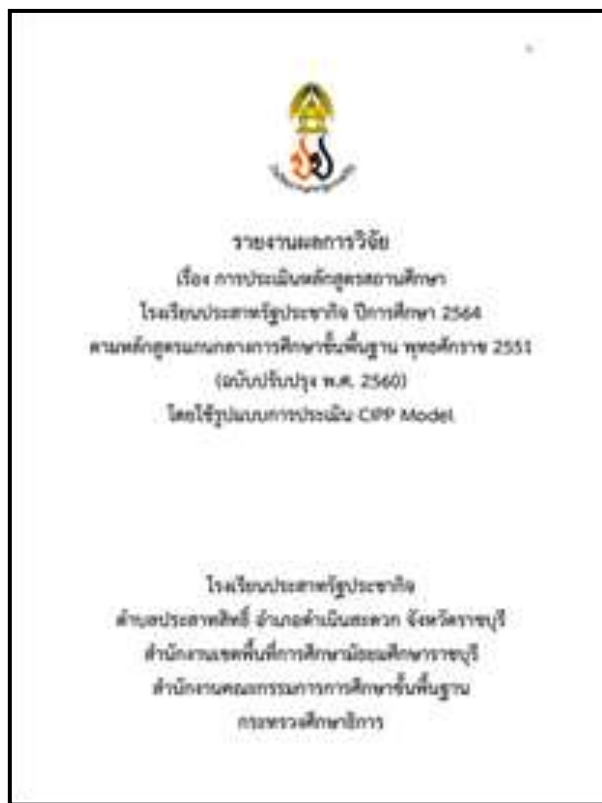 รายงานผลการวิจัย
เรื่อง การประเมินหลักสูตรสถานศึกษา
โรงเรียนประสาทรัฐประชากิจ ปีการศึกษา 2564
ตามหลักสูตรแกนกลางการศึกษาขั้นพื้นฐาน พุทธศักราช 2551
(ฉบับปรับปรุง พ.ศ. 2560)
โดยใช้รูปแบบการประเมิน CIPP Model
โรงเรียนประสาทรัฐประชากิจ
ตำบลประสาทสิทธิ์ อำเภอดำเนินสะดวก จังหวัดราชบุรี
สำนักงานเขตพื้นที่การศึกษามัธยมศึกษาราชบุรี
สำนักงานคณะกรรมการการศึกษาขั้นพื้นฐาน
กระทรวงศึกษาธิการ